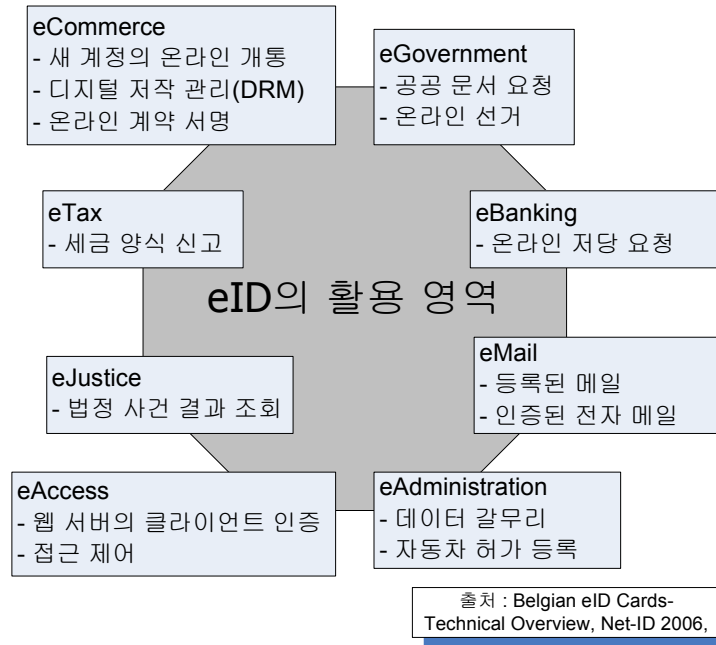 eCommerce
- 새 계정의 온라인 개통
- 디지털 저작 관리(DRM)
- 온라인 계약 서명
eGovernment
- 공공 문서 요청
- 온라인 선거
eTax
- 세금 양식 신고
eBanking
- 온라인 저당 요청
eID의 활용 영역
eJustice
- 법정 사건 결과 조회
eMail
- 등록된 메일
- 인증된 전자 메일
eAccess
- 웹 서버의 클라이언트 인증
- 접근 제어
eAdministration
- 데이터 갈무리
- 자동차 허가 등록
출처 : Belgian eID Cards-
Technical Overview, Net-ID 2006,